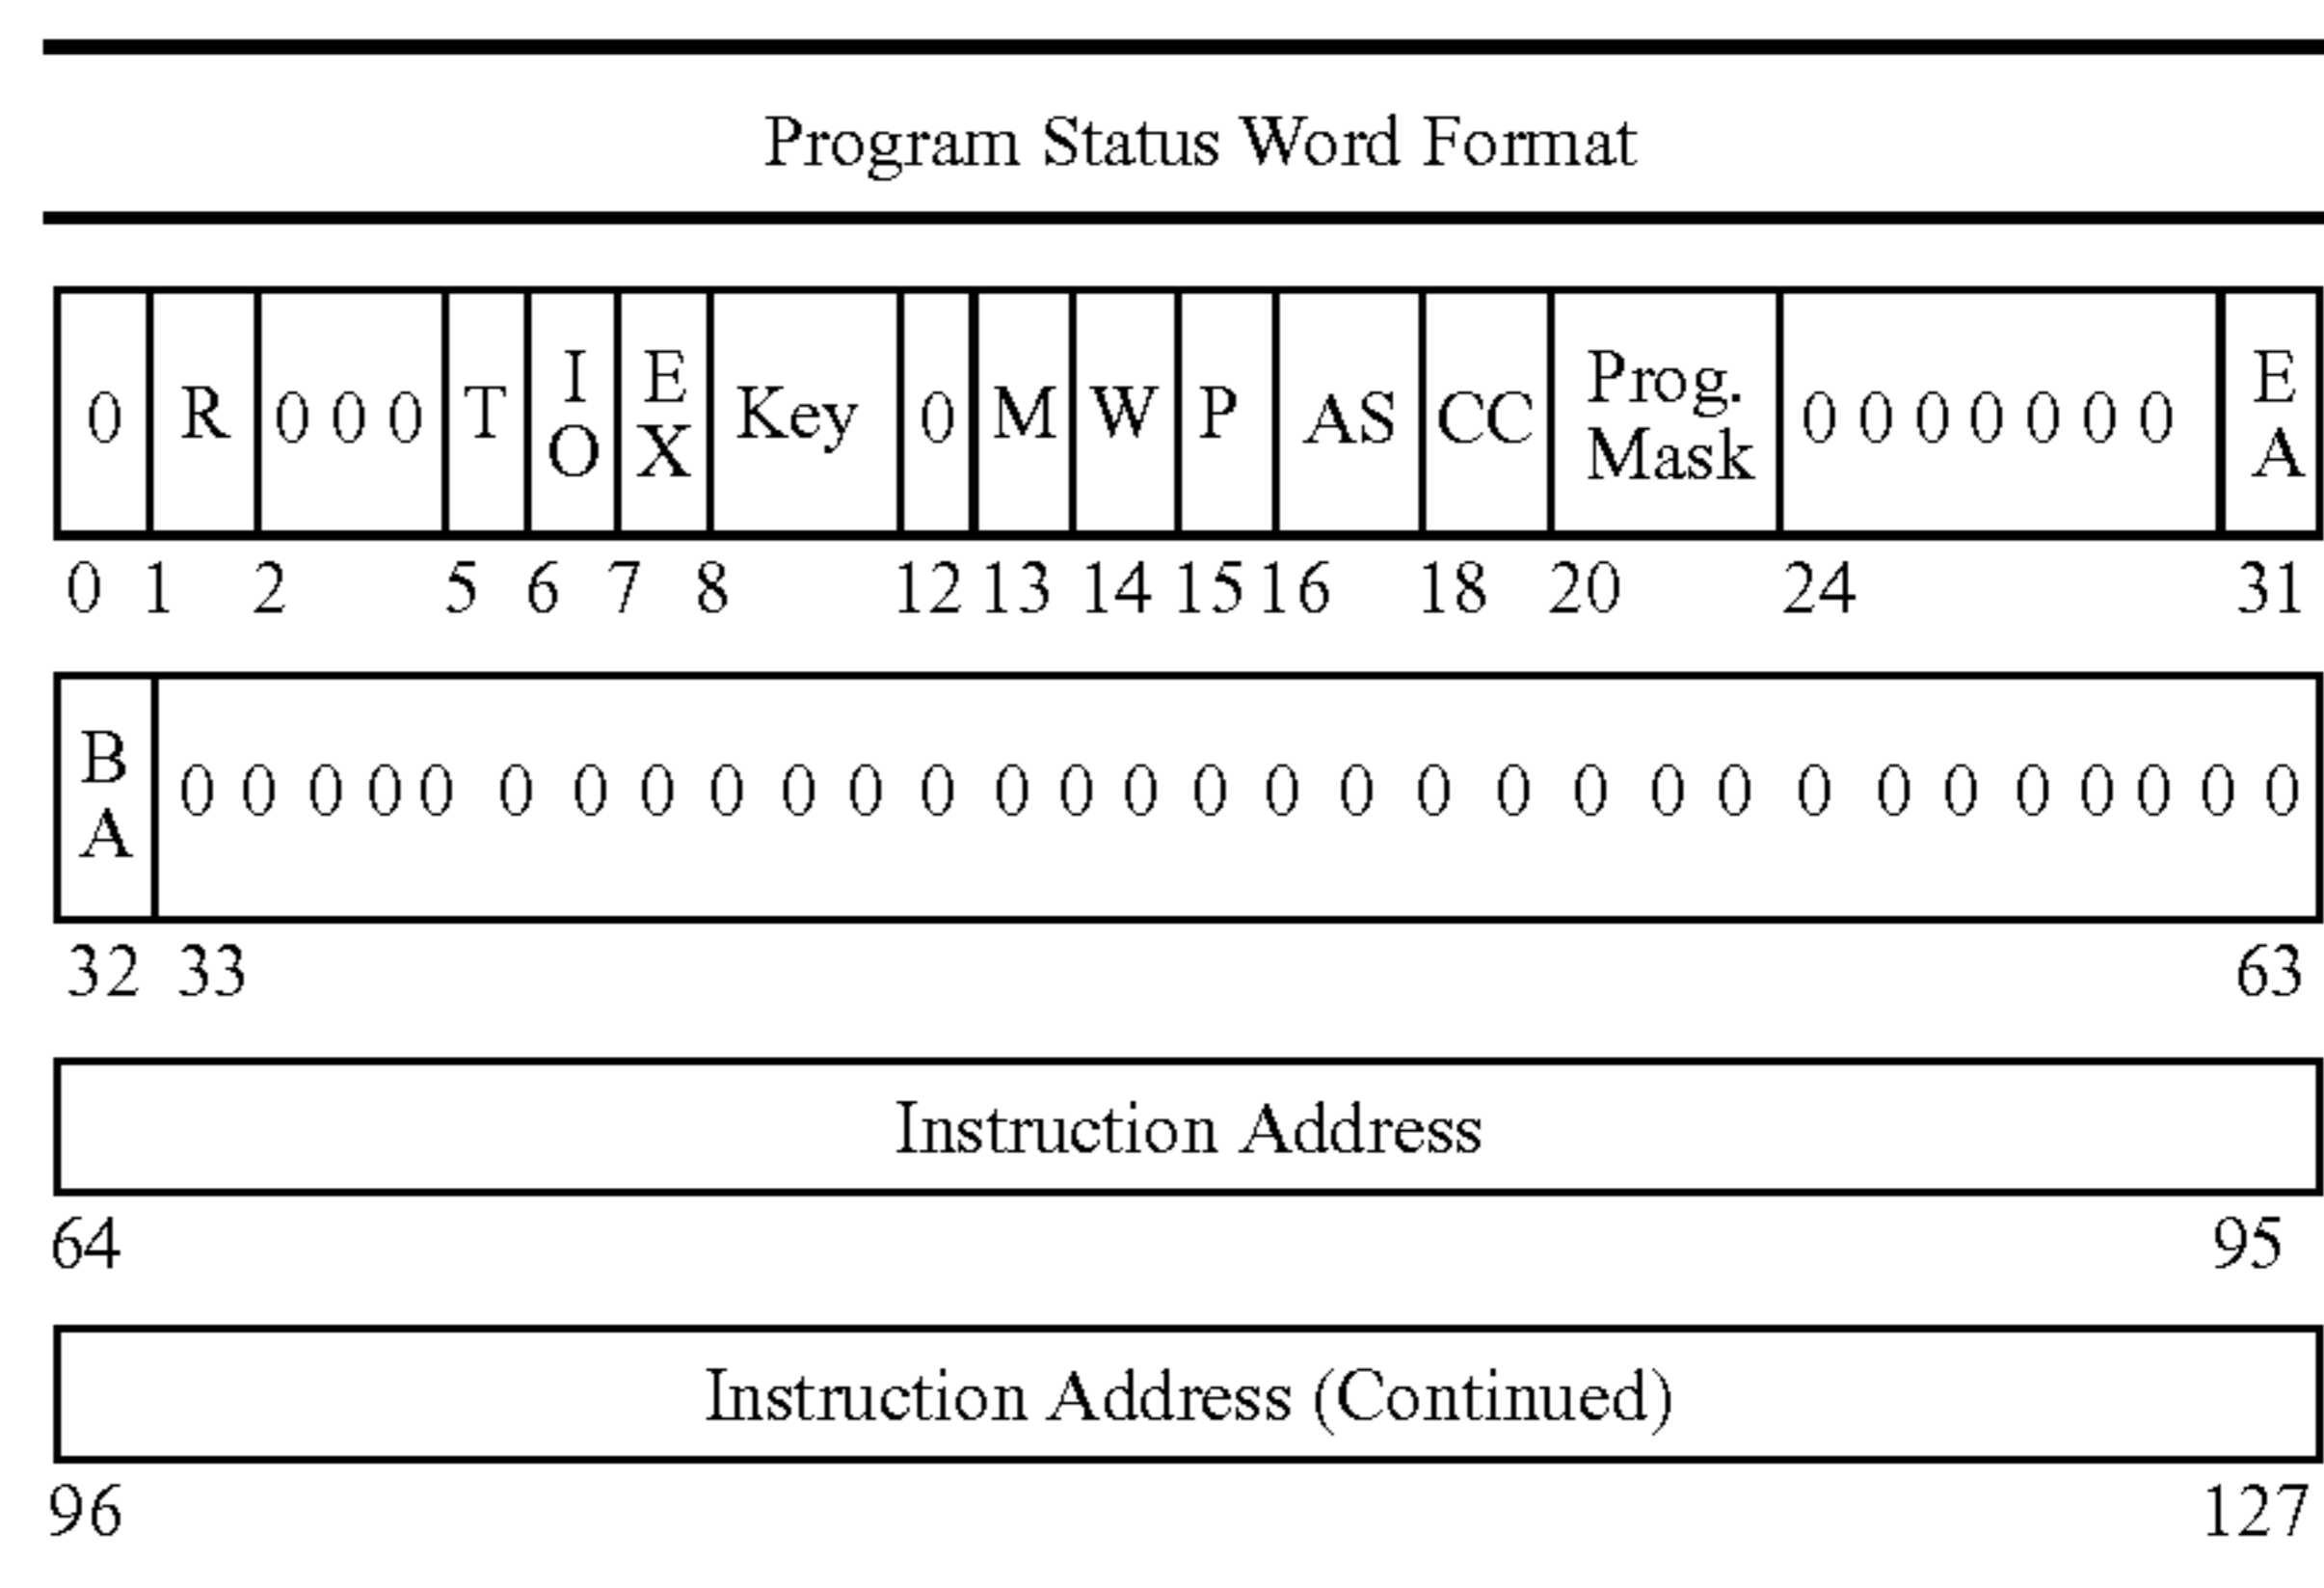 Program Status Word Format
0 R 0 0 0 T I O E X Key 0 M W P AS CC Prog. Mask 0 0 0 0 0 0 0 E A
0 1 2 5 6 7 8 12 13 14 15 16 18 20 24 31
B A 0 0 0 0 0 0 0 0 0 0 0 0 0 0 0 0 0 0 0 0 0 0 0 0 0 0 0 0 0 0 0
32 33 63
Instruction Address
64 95
Instruction Address (Continued)
96 127